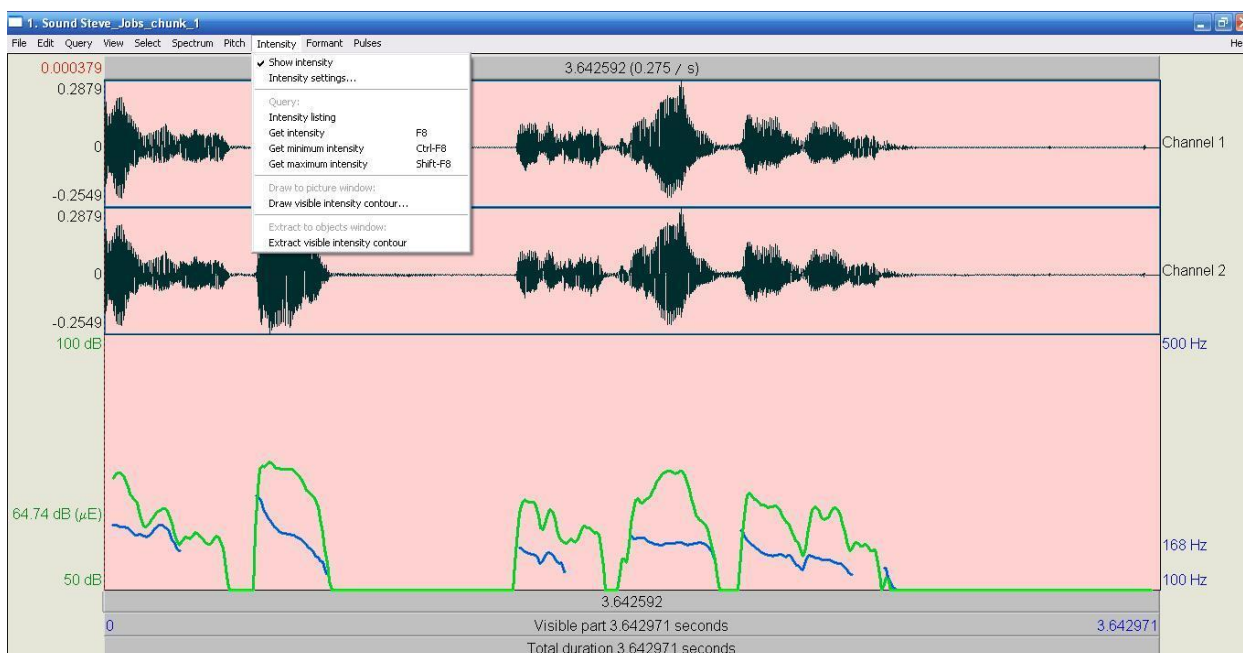 1. Sound Steve_Jobs_chunk_1
File Edit Query View Select Spectrum Pitch Intensity Formant Pulses He
Show intensity
Intensity settings...
Query:
Intensity listing
Get intensity F8
Get minimum intensity Ctrl-F8
Get maximum intensity Shift-F8
Draw to picture window:
Draw visible intensity contour...
Extract to objects window:
Extract visible intensity contour
0.000379
3.642592 (0.275 / s)
0.2879
0
-0.2549
Channel 1
0.2879
0
-0.2549
Channel 2
100 dB
500 Hz
64.74 dB (µE)
168 Hz
50 dB
100 Hz
3.642592
0 Visible part 3.642971 seconds 3.642971
Total duration 3.642971 seconds